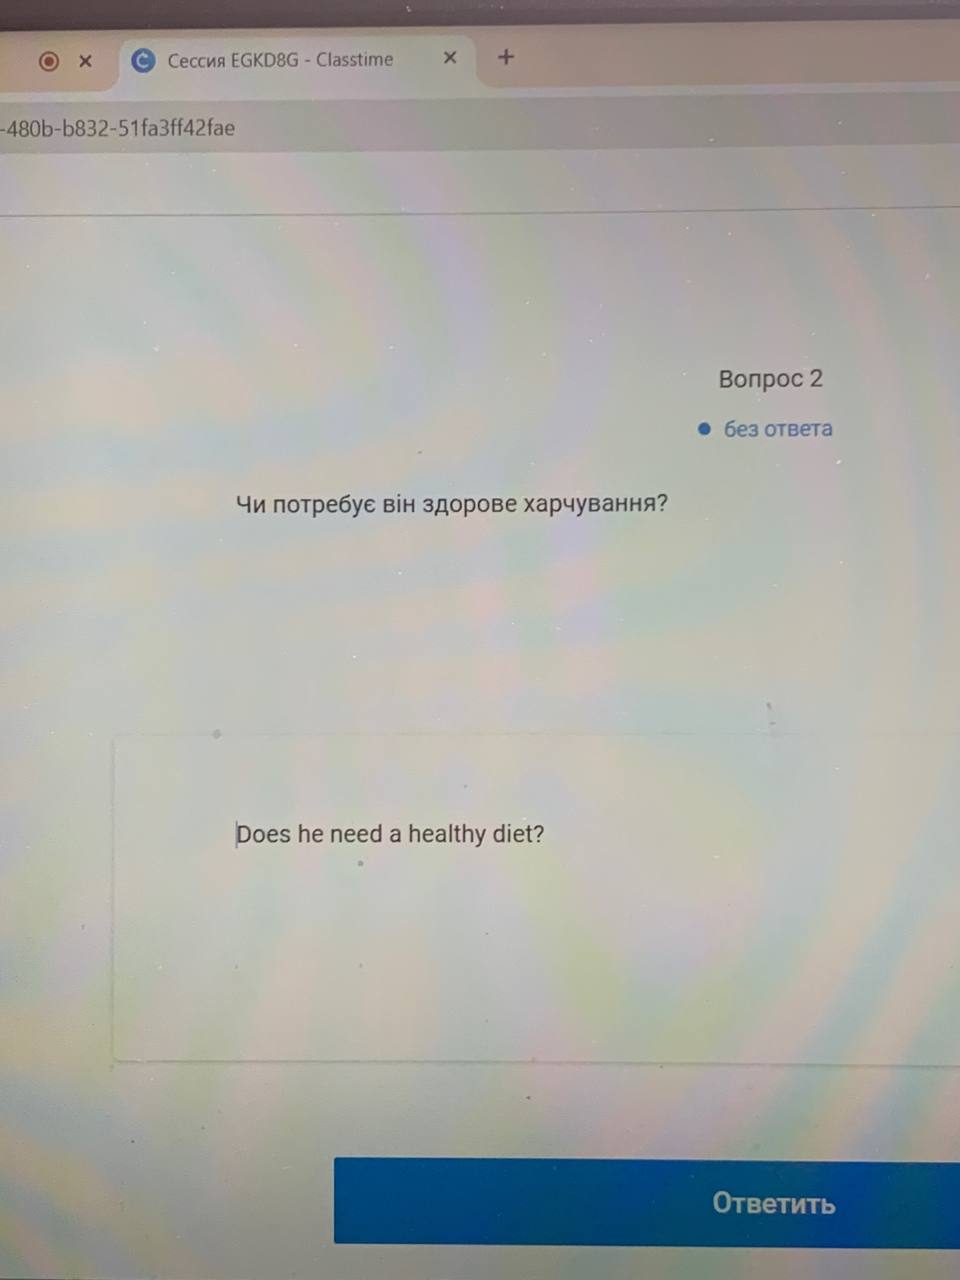 Сессия EGKD8G - Classtime
-480b-b832-51fa3ff42fae
Вопрос 2
без ответа
Чи потребує він здорове харчування?
Does he need a healthy diet?
Ответить